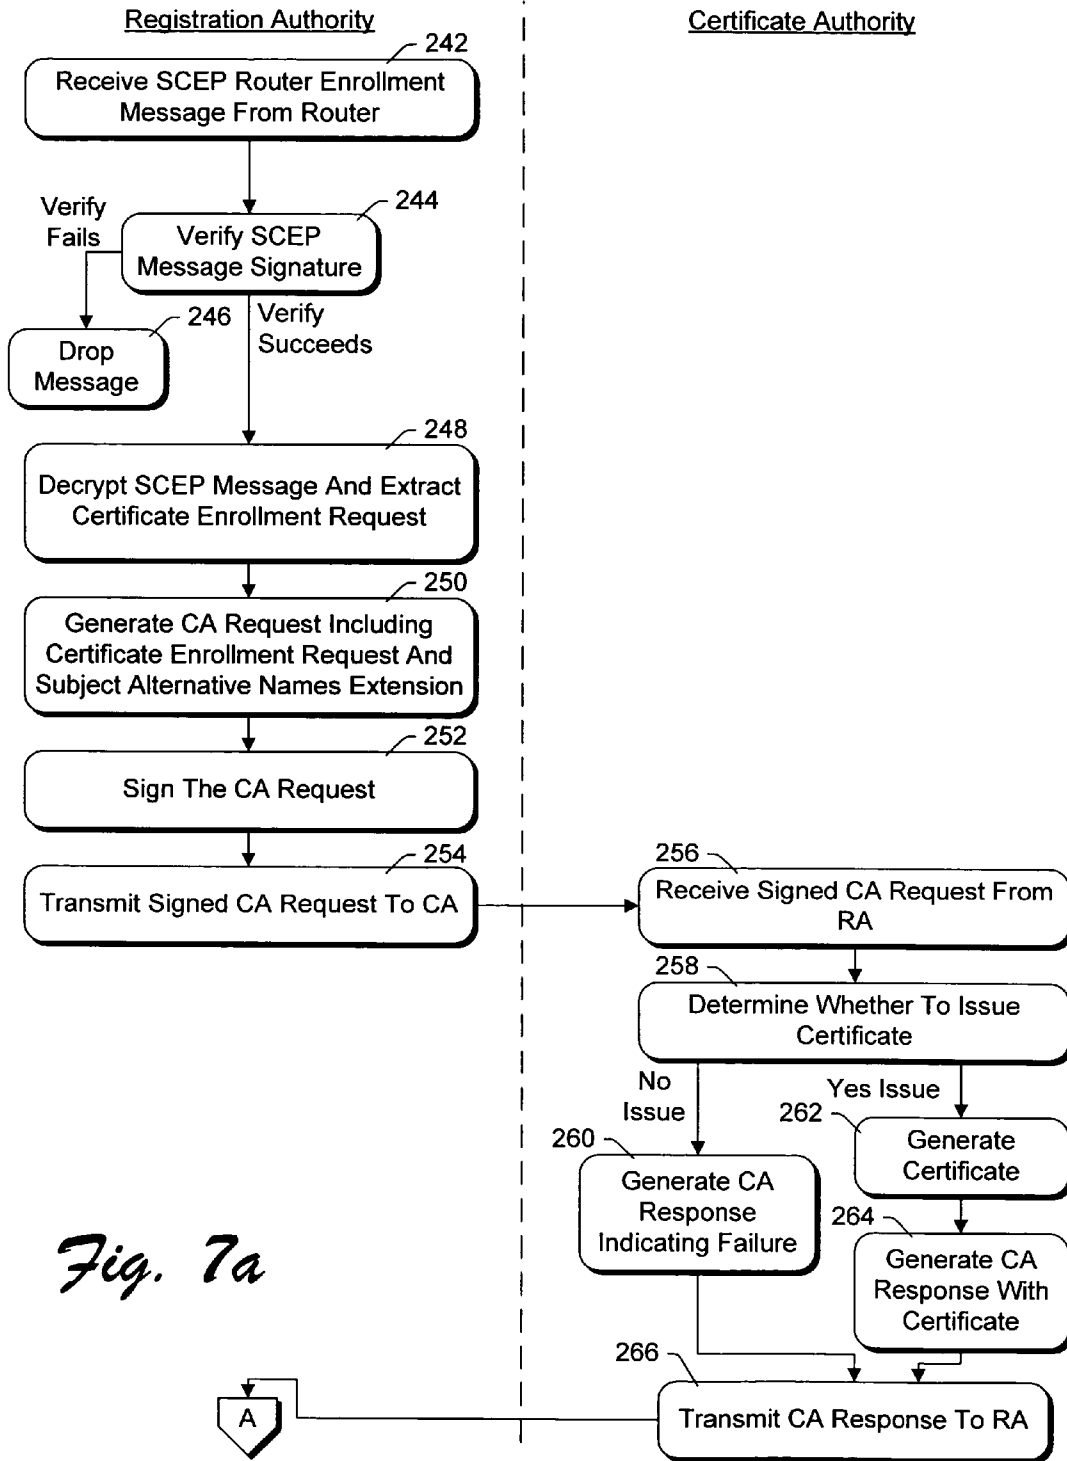 Registration Authority
Certificate Authority
242
Receive SCEP Router Enrollment
Message From Router
244
Verify
Fails
Verify SCEP
Message Signature
246
Verify
Succeeds
Drop
Message
248
Decrypt SCEP Message And Extract
Certificate Enrollment Request
250
Generate CA Request Including
Certificate Enrollment Request And
Subject Alternative Names Extension
252
Sign The CA Request
254
Transmit Signed CA Request To CA
256
Receive Signed CA Request From
RA
258
Determine Whether To Issue
Certificate
No
Issue
Yes Issue
260
Generate CA
Response
Indicating Failure
262
Generate
Certificate
264
Generate CA
Response With
Certificate
266
Transmit CA Response To RA
A
Fig. 7a